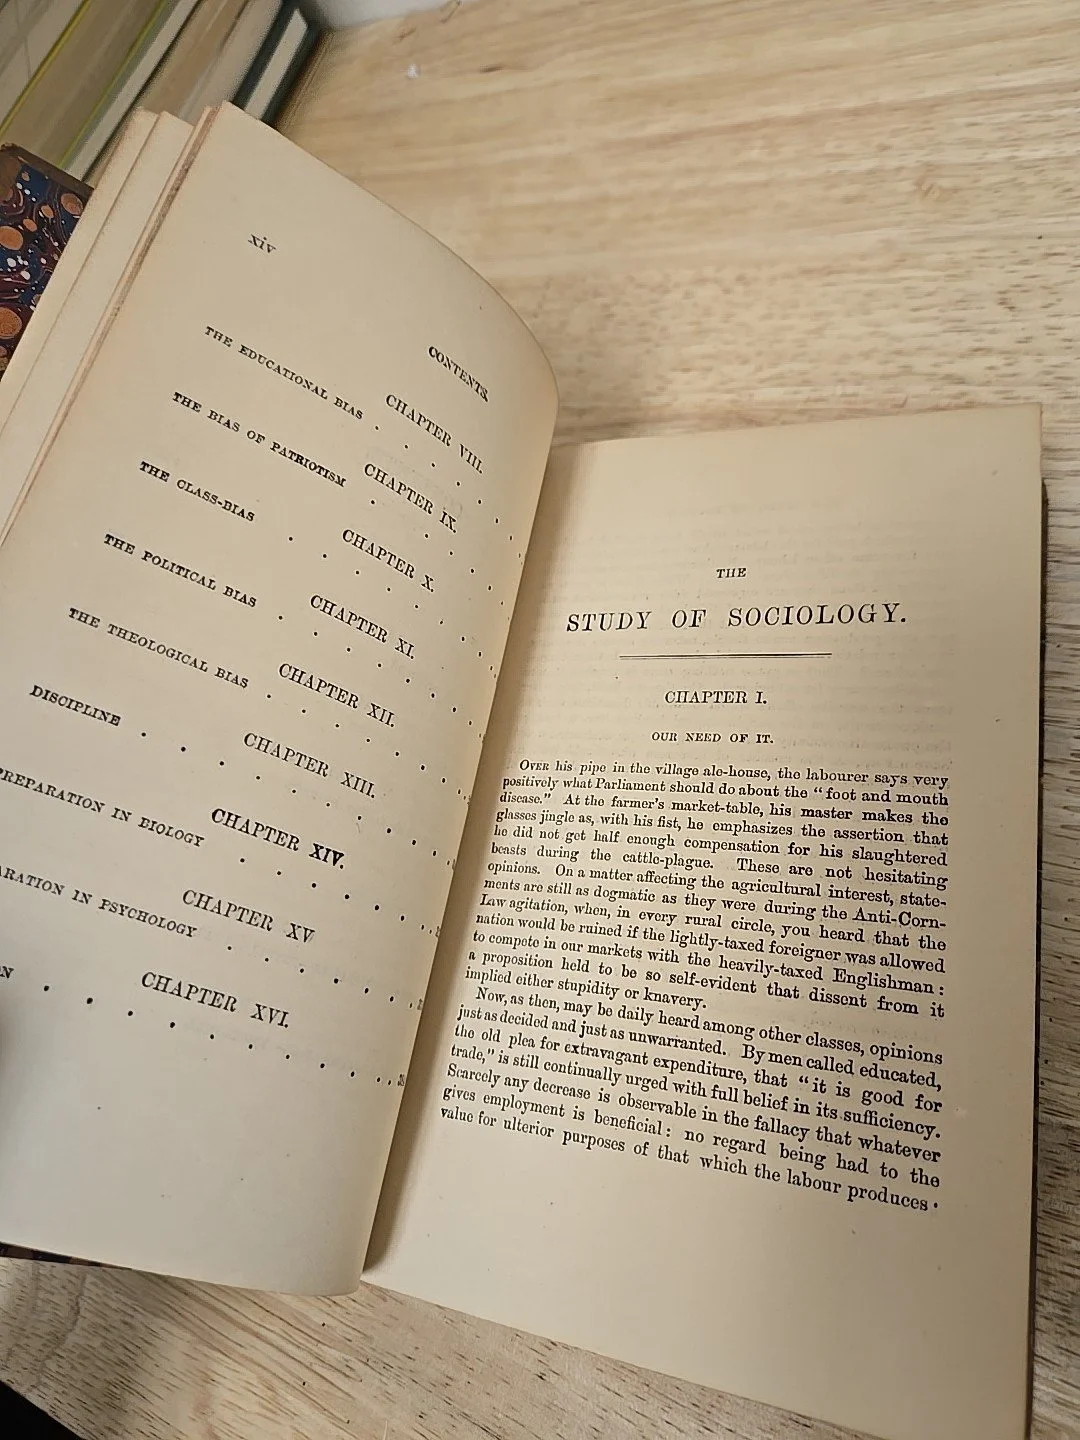 xiv
CONTENTS.
CHAPTER VIII.
THE EDUCATIONAL BIAS . . . . .
CHAPTER IX.
THE BIAS OF PATRIOTISM . . . . .
CHAPTER X.
THE CLASS-BIAS . . . . . . .
CHAPTER XI.
THE POLITICAL BIAS . . . . . . .
CHAPTER XII.
THE THEOLOGICAL BIAS . . . . . . .
CHAPTER XIII.
DISCIPLINE . . . . . . . . .
CHAPTER XIV.
PREPARATION IN BIOLOGY . . . . . . .
CHAPTER XV
ARATION IN PSYCHOLOGY . . . . . . .
CHAPTER XVI.
ON . . . . . . . . . .
THE
STUDY OF SOCIOLOGY.
CHAPTER I.
OUR NEED OF IT.
OVER his pipe in the village ale-house, the labourer says very
positively what Parliament should do about the “foot and mouth
disease.” At the farmer’s market-table, his master makes the
glasses jingle as, with his fist, he emphasizes the assertion that
he did not get half enough compensation for his slaughtered
beasts during the cattle-plague. These are not hesitating
opinions. On a matter affecting the agricultural interest, state-
ments are still as dogmatic as they were during the Anti-Corn-
Law agitation, when, in every rural circle, you heard that the
nation would be ruined if the lightly-taxed foreigner was allowed
to compete in our markets with the heavily-taxed Englishman :
a proposition held to be so self-evident that dissent from it
implied either stupidity or knavery.
Now, as then, may be daily heard among other classes, opinions
just as decided and just as unwarranted. By men called educated,
the old plea for extravagant expenditure, that “it is good for
trade,” is still continually urged with full belief in its sufficiency.
Scarcely any decrease is observable in the fallacy that whatever
gives employment is beneficial : no regard being had to the
value for ulterior purposes of that which the labour produces